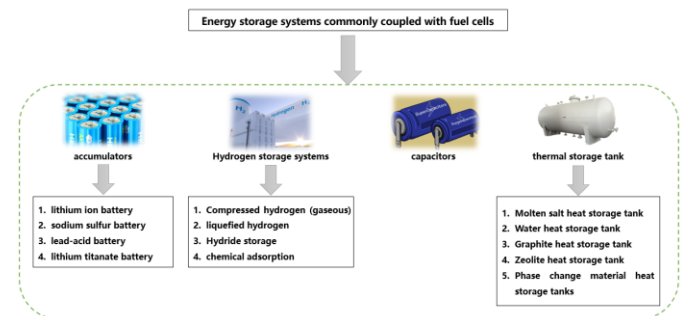 Energy storage systems commonly coupled with fuel cells
accumulators
Hydrogen storage systems
capacitors
thermal storage tank
1. lithium ion battery
2. sodium sulfur battery
3. lead-acid battery
4. lithium titanate battery
1. Compressed hydrogen (gaseous)
2. liquefied hydrogen
3. Hydride storage
4. chemical adsorption
1. Molten salt heat storage tank
2. Water heat storage tank
3. Graphite heat storage tank
4. Zeolite heat storage tank
5. Phase change material heat
storage tanks